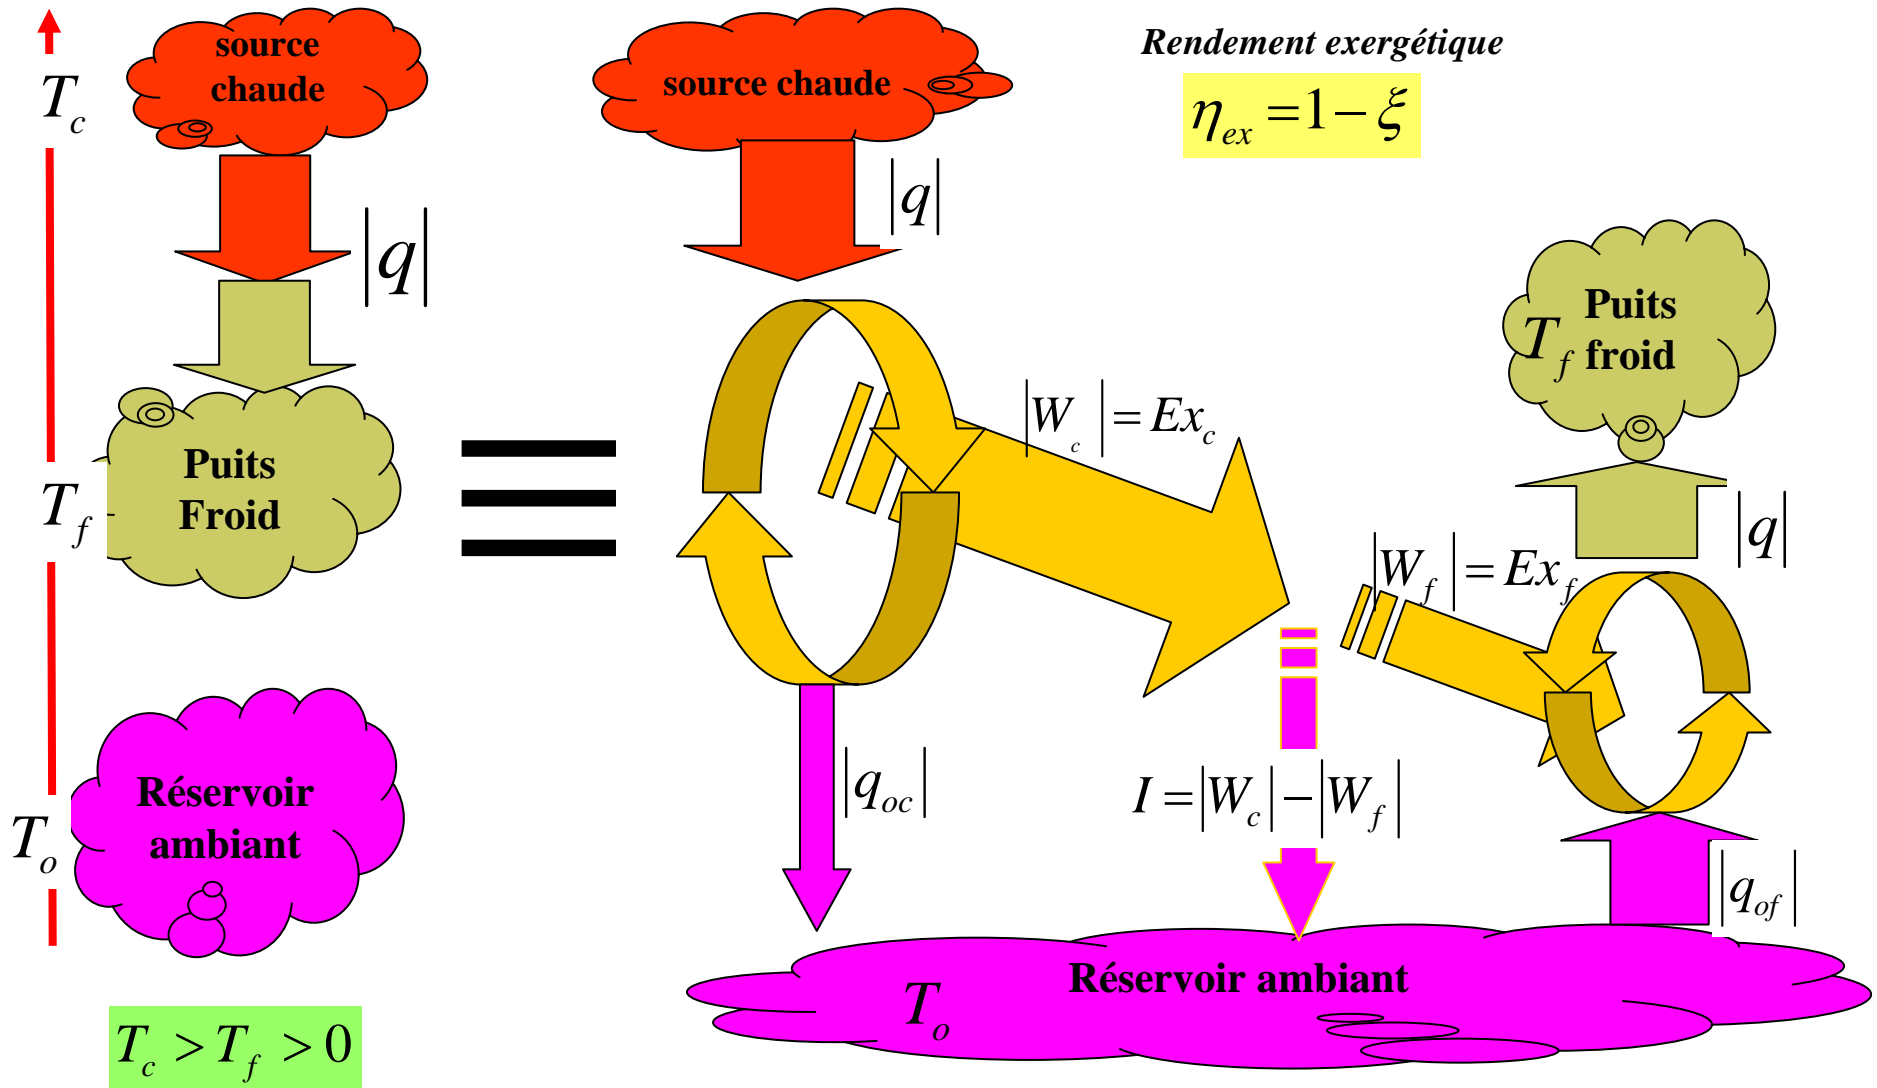 source
chaude
T_c
|q|
Puits
Froid
T_f
Réservoir
ambiant
T_o
T_c > T_f > 0
source chaude
|q|
Rendement exergétique
η_ex = 1 − ξ
|W_c| = Ex_c
|W_f| = Ex_f
Puits
froid
T_f
|q|
|q_oc|
I = |W_c| − |W_f|
|q_of|
Réservoir ambiant
T_o